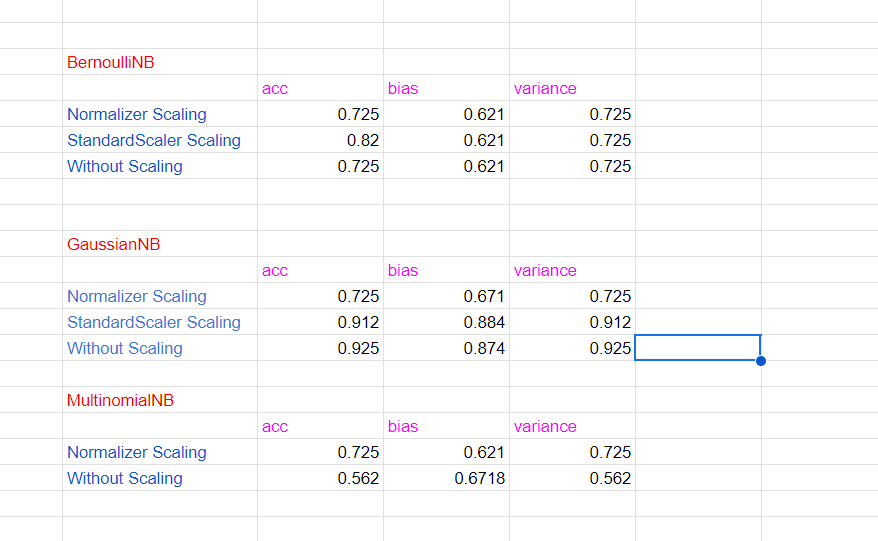 BernoulliNB
acc bias variance
Normalizer Scaling 0.725 0.621 0.725
StandardScaler Scaling 0.82 0.621 0.725
Without Scaling 0.725 0.621 0.725
GaussianNB
acc bias variance
Normalizer Scaling 0.725 0.671 0.725
StandardScaler Scaling 0.912 0.884 0.912
Without Scaling 0.925 0.874 0.925
MultinomialNB
acc bias variance
Normalizer Scaling 0.725 0.621 0.725
Without Scaling 0.562 0.6718 0.562